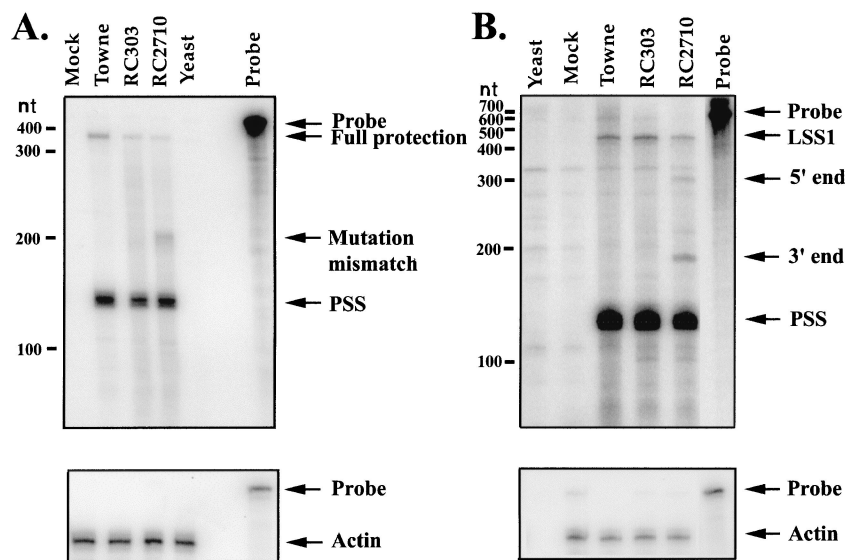 A.
Mock
Towne
RC303
RC2710
Yeast
Probe
nt
400
300
200
100
Probe
Full protection
Mutation
mismatch
PSS
Probe
Actin
B.
Yeast
Mock
Towne
RC303
RC2710
Probe
nt
700
600
500
400
300
200
100
Probe
LSS1
5' end
3' end
PSS
Probe
Actin